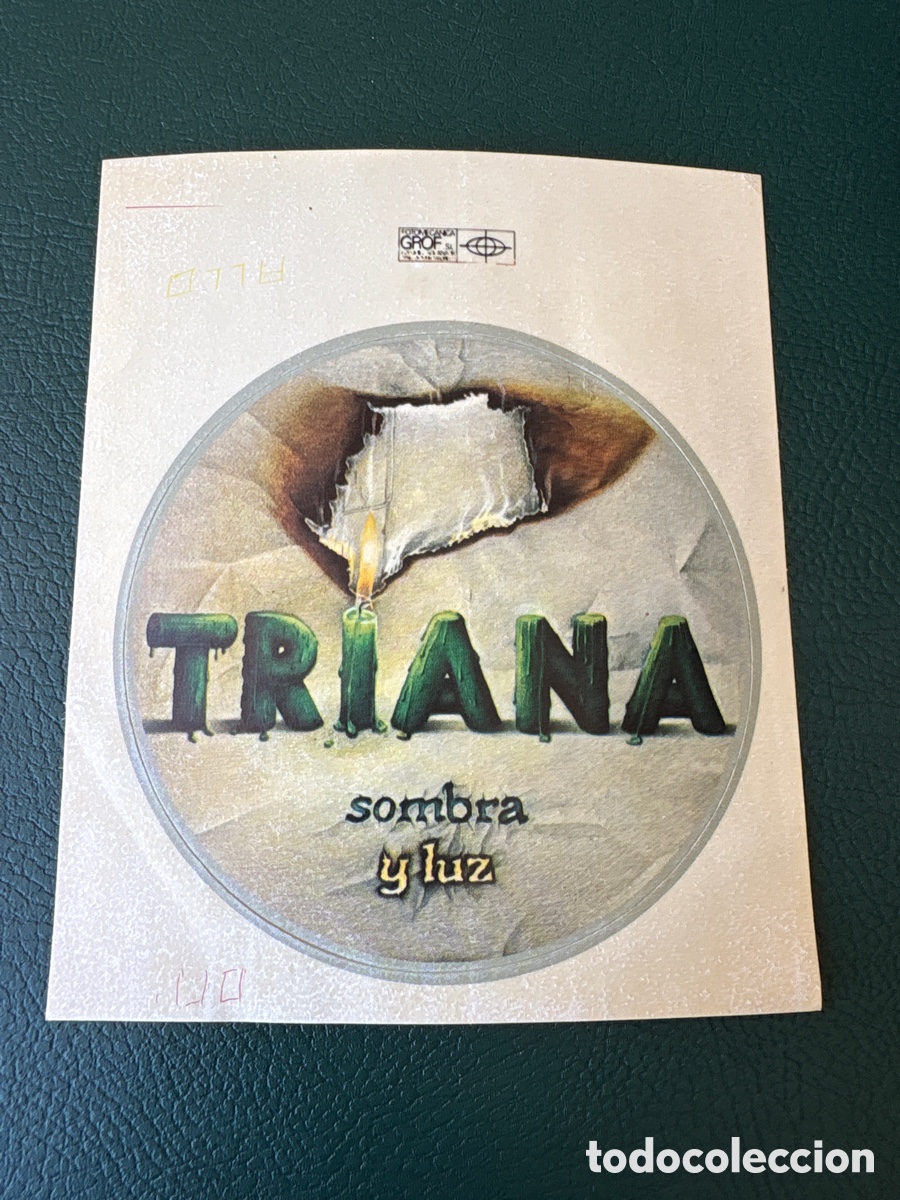 FOTOMECANICA
GROF S.L.
TRIANA
sombra
y luz
todocoleccion